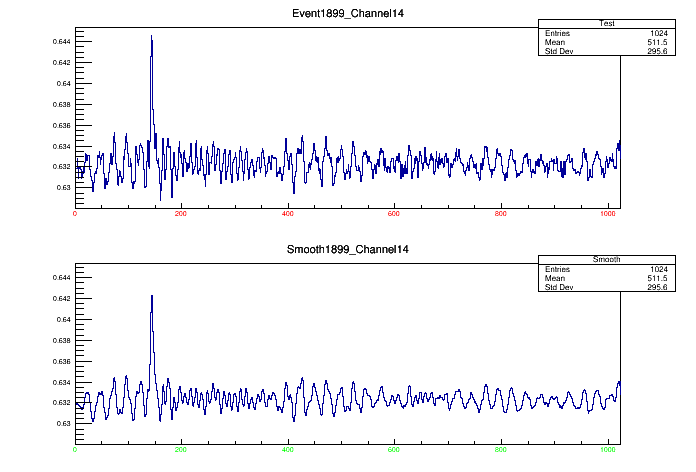 Event1899_Channel14
Test
Entries 1024
Mean 511.5
Std Dev 295.6
0.644
0.642
0.64
0.638
0.636
0.634
0.632
0.63
0 200 400 600 800 1000
Smooth1899_Channel14
Smooth
Entries 1024
Mean 511.5
Std Dev 295.6
0.644
0.642
0.64
0.638
0.636
0.634
0.632
0.63
0 200 400 600 800 1000